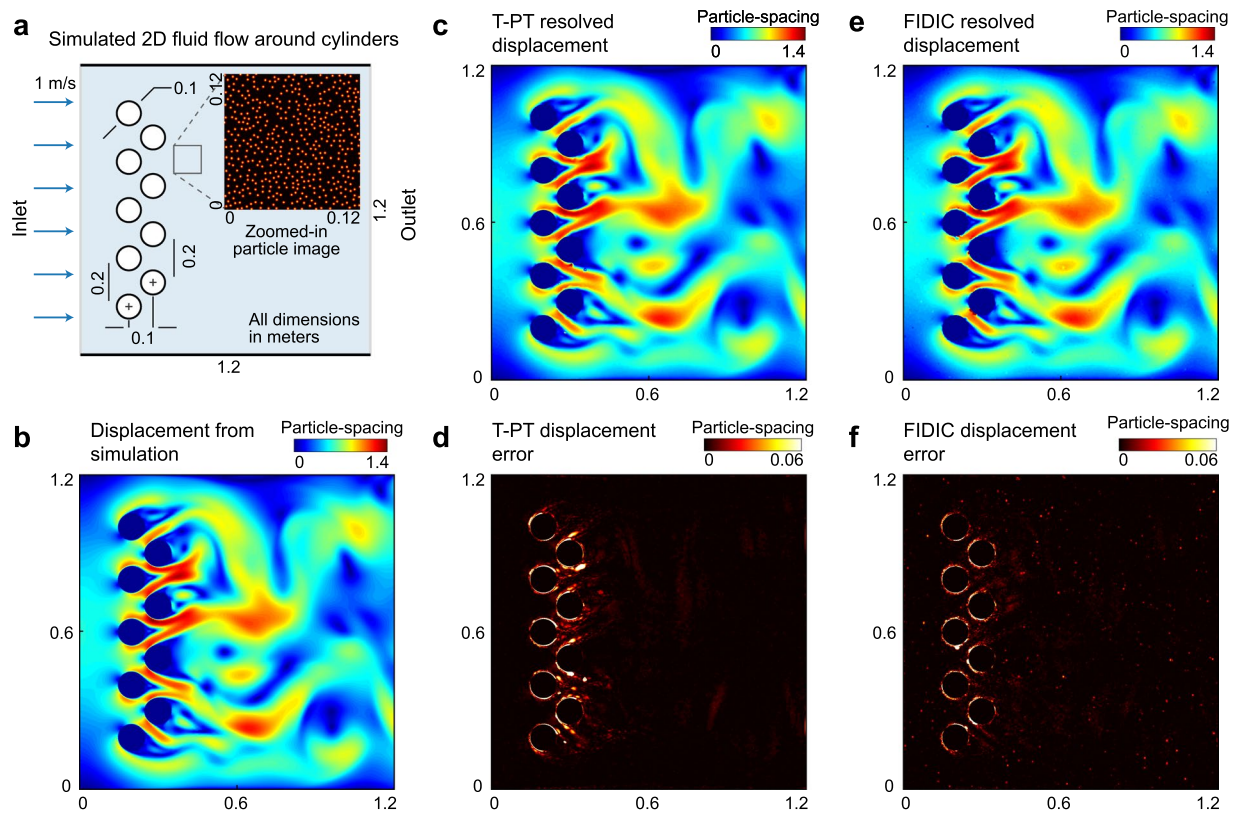 a
Simulated 2D fluid flow around cylinders
1 m/s
0.1
0.12
0
0
0.12
Zoomed-in
particle image
Inlet
Outlet
1.2
0.2
0.2
0.1
All dimensions
in meters
1.2
b
Displacement from
simulation
Particle-spacing
0
1.4
1.2
0.6
0
0
0.6
1.2
c
T-PT resolved
displacement
Particle-spacing
0
1.4
1.2
0.6
0
0
0.6
1.2
d
T-PT displacement
error
Particle-spacing
0
0.06
1.2
0.6
0
0
0.6
1.2
e
FIDIC resolved
displacement
Particle-spacing
0
1.4
1.2
0.6
0
0
0.6
1.2
f
FIDIC displacement
error
Particle-spacing
0
0.06
1.2
0.6
0
0
0.6
1.2